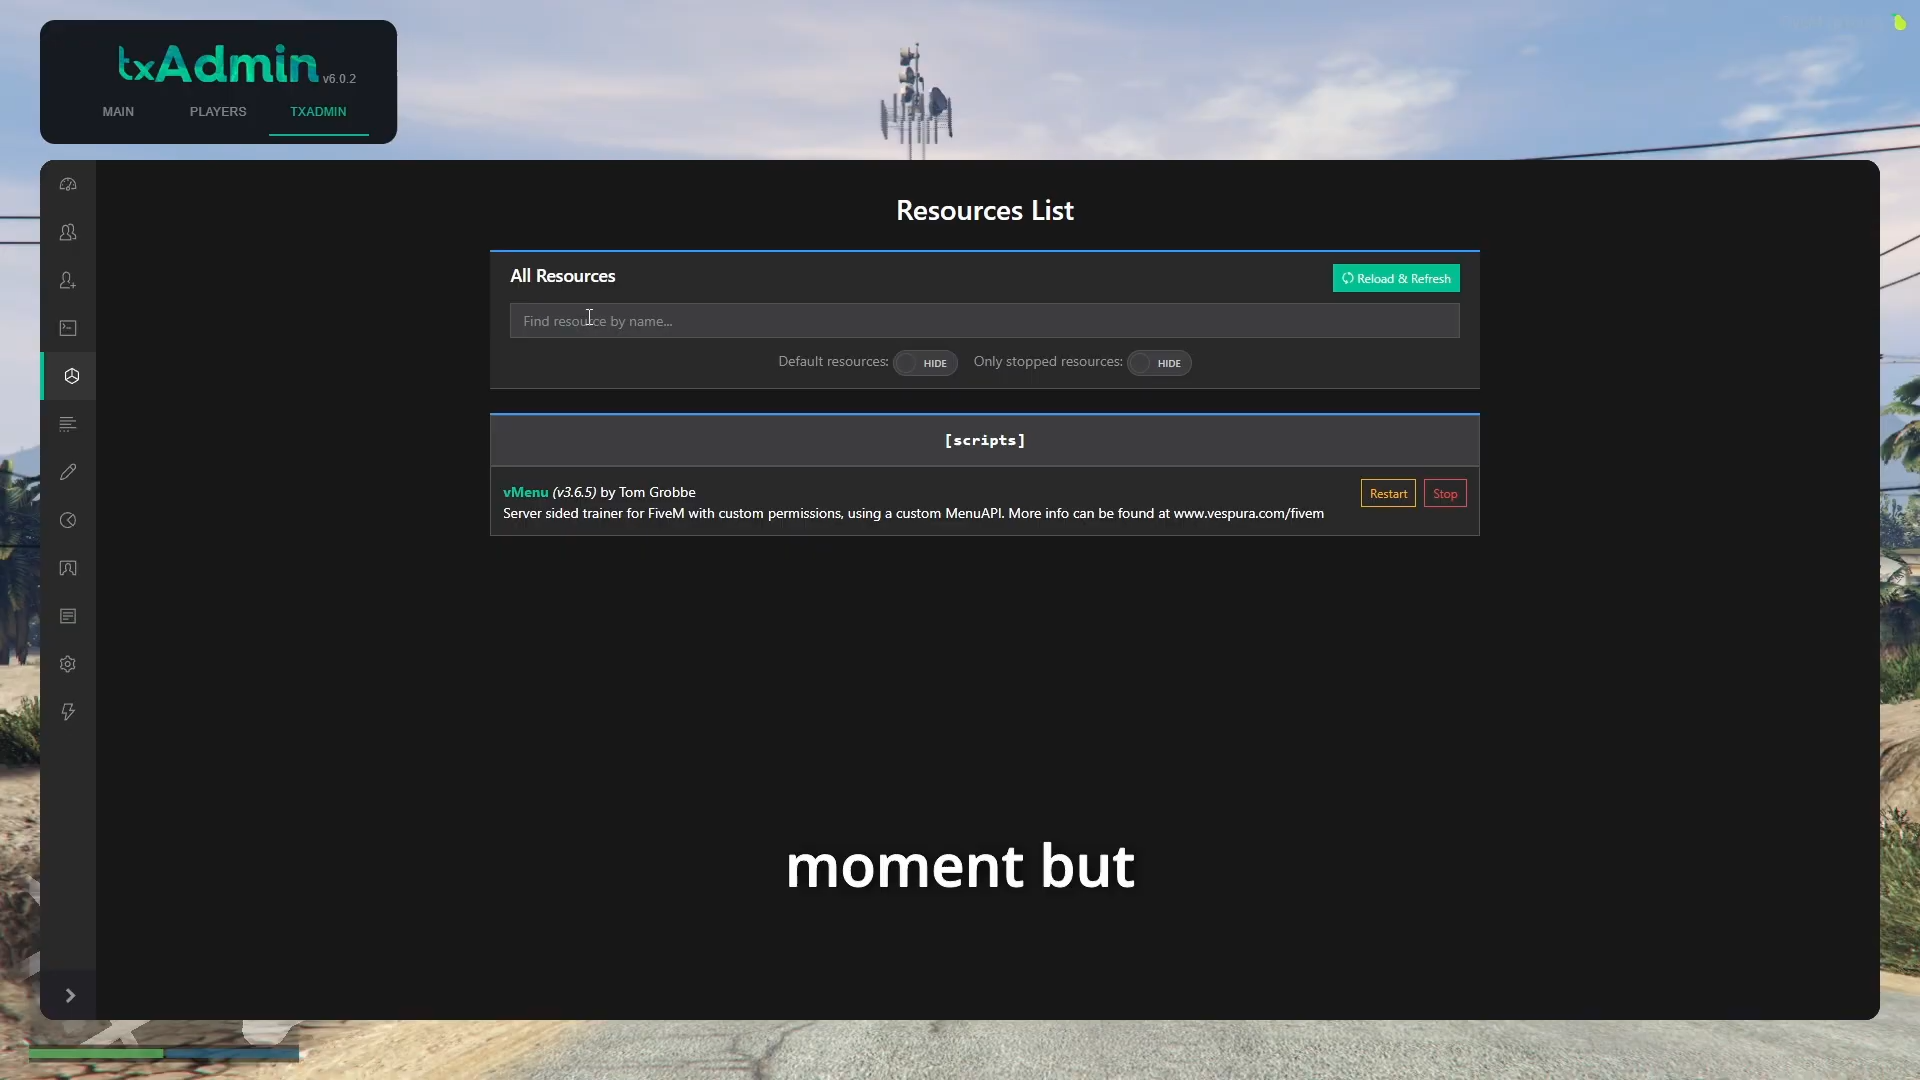 txAdmin v6.0.2
MAIN PLAYERS TXADMIN
Resources List
All Resources
Reload & Refresh
Find resource by name...
Default resources: HIDE Only stopped resources: HIDE
[scripts]
vMenu (v3.6.5) by Tom Grobbe
Restart Stop
Server sided trainer for FiveM with custom permissions, using a custom MenuAPI. More info can be found at www.vespura.com/fivem
moment but